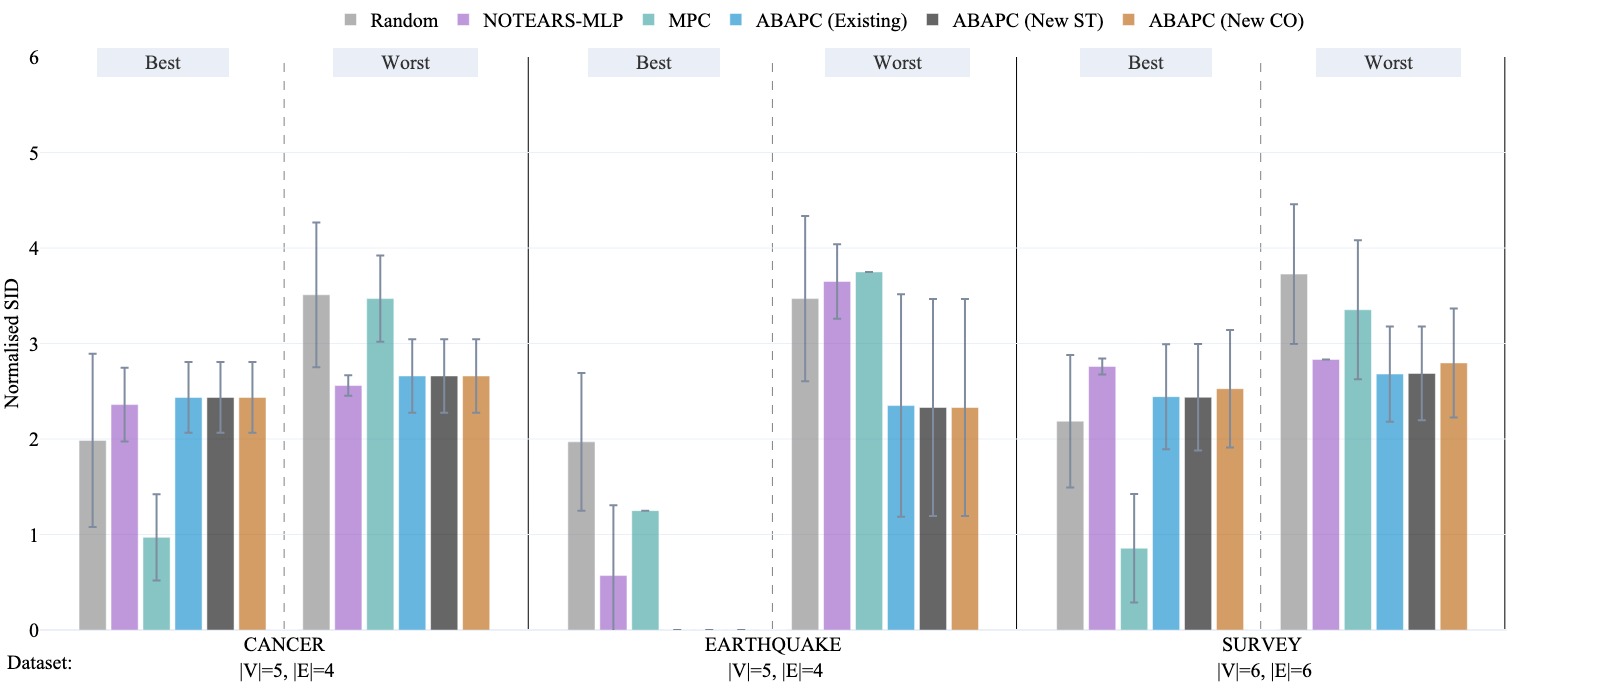 Random NOTEARS-MLP MPC ABAPC (Existing) ABAPC (New ST) ABAPC (New CO)
Best Worst Best Worst Best Worst
6
5
4
3
2
1
0
Normalised SID
CANCER EARTHQUAKE SURVEY
Dataset:
|V|=5, |E|=4 |V|=5, |E|=4 |V|=6, |E|=6